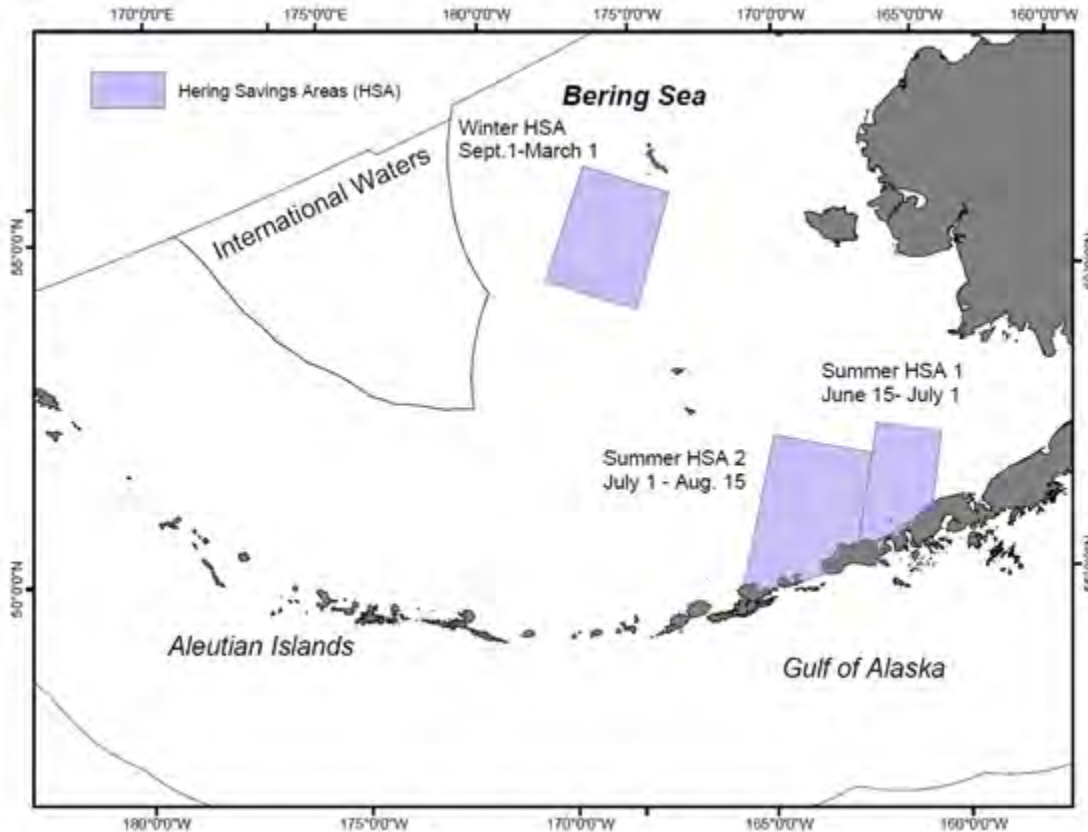 170°0'0"E 175°0'0"E 180°0'0" 175°0'0"W 170°0'0"W 165°0'0"W 160°0'0"W
Hering Savings Areas (HSA)
Bering Sea
Winter HSA
Sept.1-March 1
International Waters
55°0'0"N
Summer HSA 1
June 15- July 1
Summer HSA 2
July 1 - Aug. 15
50°0'0"N
55°0'0"N
Aleutian Islands
Gulf of Alaska
180°0'0" 175°0'0"W 170°0'0"W 165°0'0"W 160°0'0"W